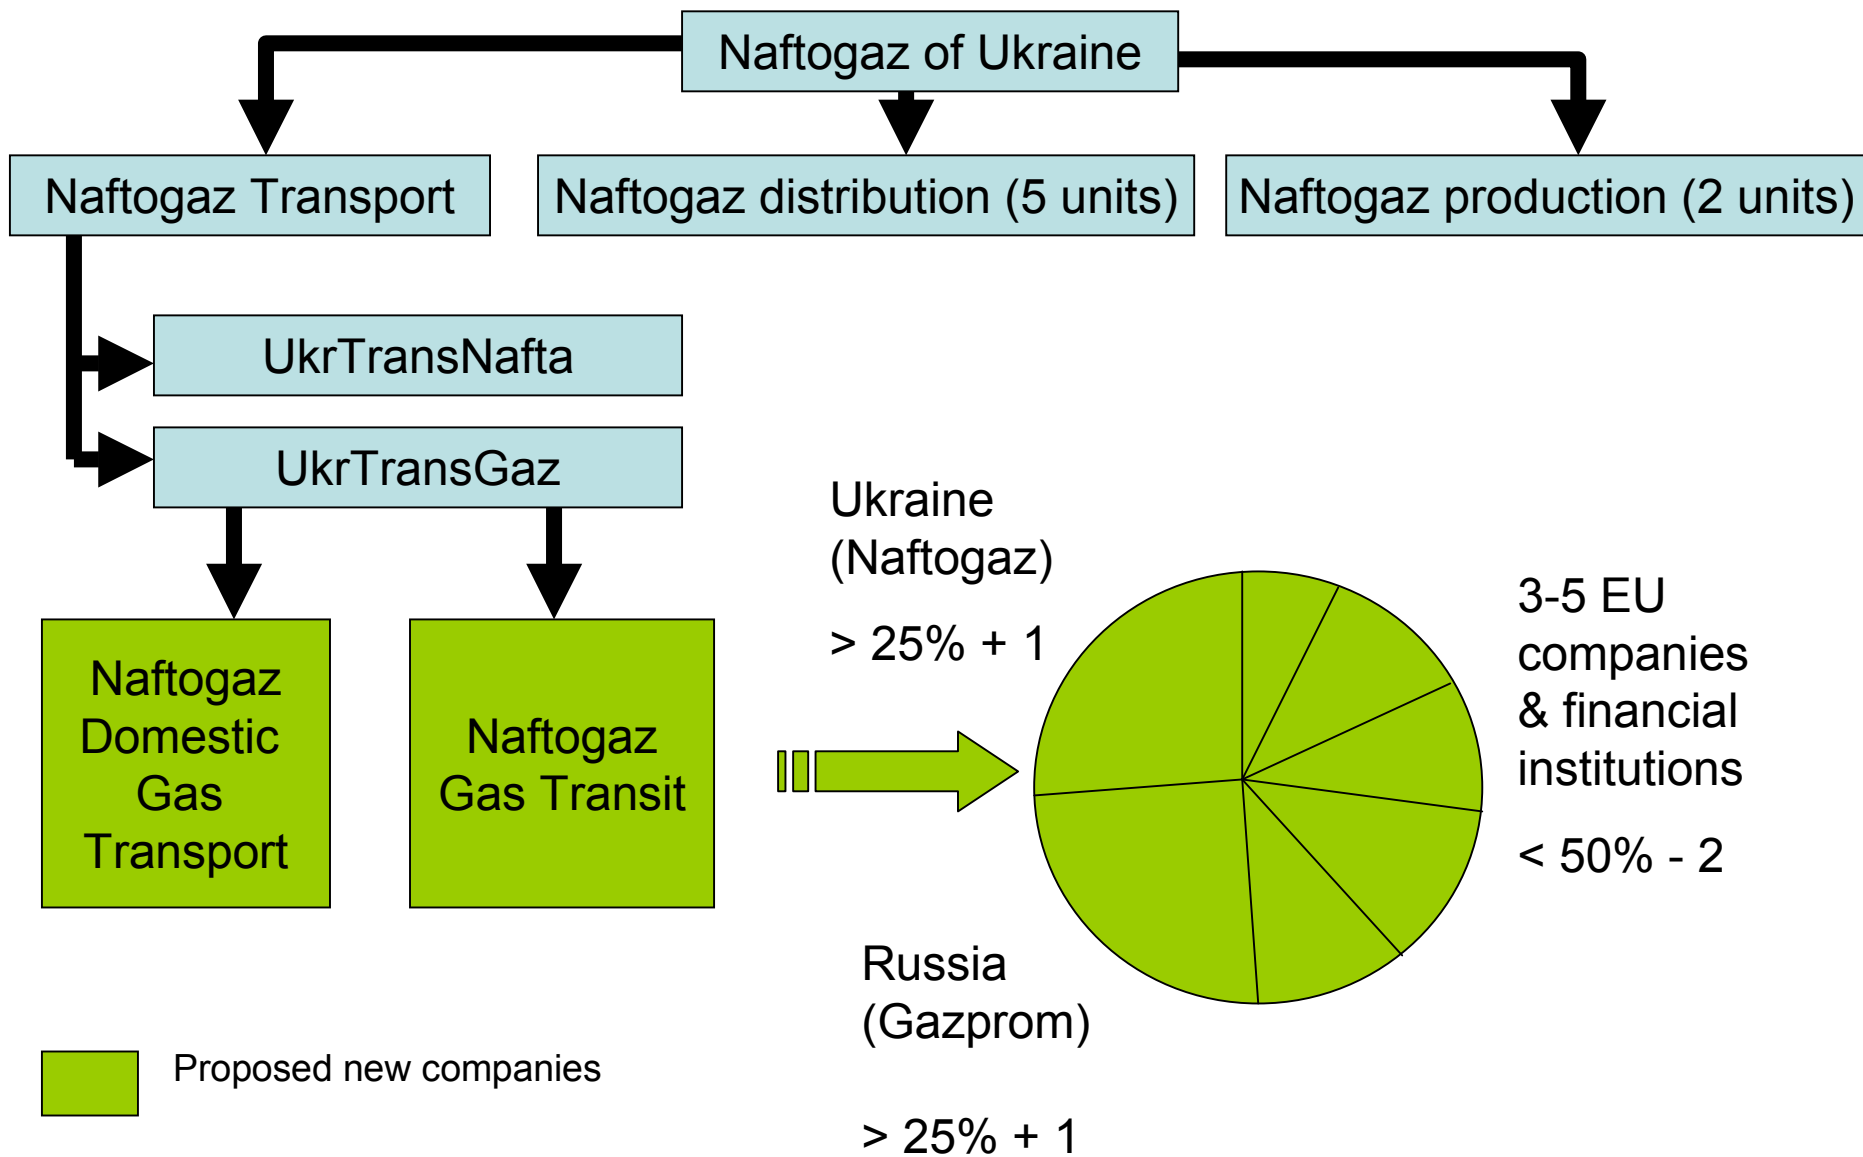 Naftogaz of Ukraine
Naftogaz Transport
Naftogaz distribution (5 units)
Naftogaz production (2 units)
UkrTransNafta
UkrTransGaz
Naftogaz
Domestic
Gas
Transport
Naftogaz
Gas Transit
Ukraine
(Naftogaz)
> 25% + 1
3-5 EU
companies
& financial
institutions
< 50% - 2
Russia
(Gazprom)
> 25% + 1
Proposed new companies